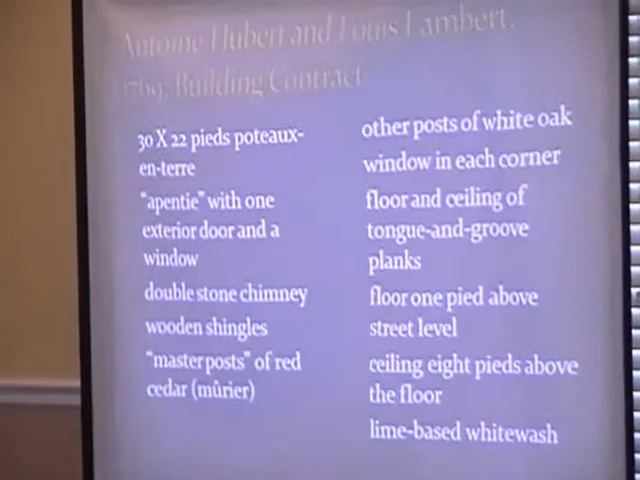 Antoine Hubert and Louis Lambert,
1769, Building Contract
30 X 22 pieds poteaux-
en-terre
"apentie" with one
exterior door and a
window
double stone chimney
wooden shingles
"master posts" of red
cedar (mûrier)
other posts of white oak
window in each corner
floor and ceiling of
tongue-and-groove
planks
floor one pied above
street level
ceiling eight pieds above
the floor
lime-based whitewash